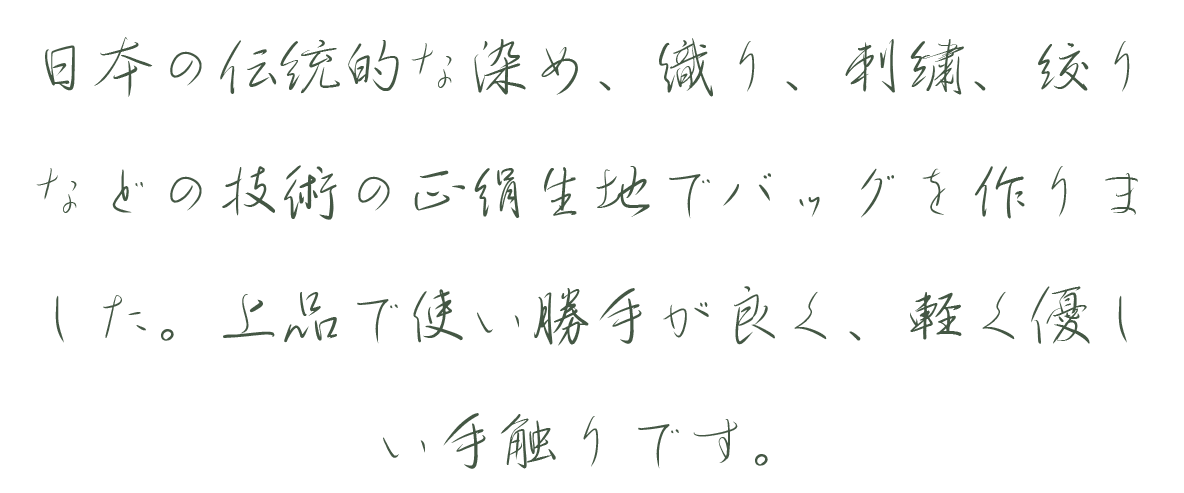 日本の伝統的な染め、織り、刺繍、絞り
などの技術の正絹生地でバッグを作りま
した。上品で使い勝手が良く、軽く優し
い手触りです。